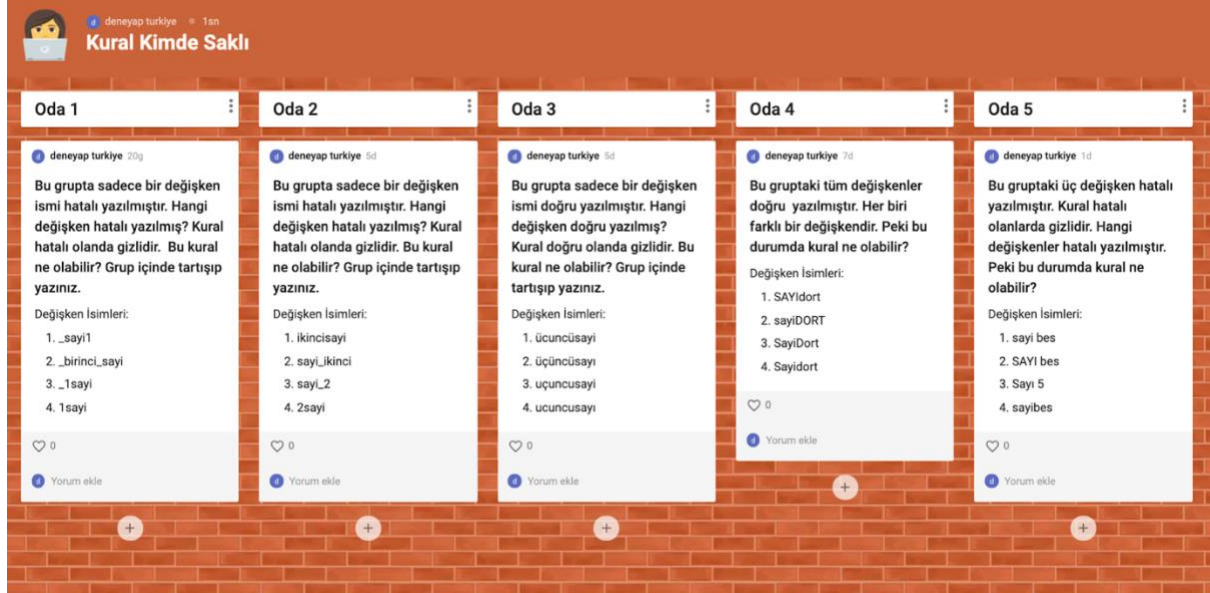 deneyap turkiye 1sn
Kural Kimde Saklı
Oda 1
deneyap turkiye 20g
Bu grupta sadece bir değişken
ismi hatalı yazılmıştır. Hangi
değişken hatalı yazılmış? Kural
hatalı olanda gizlidir. Bu kural
ne olabilir? Grup içinde tartışıp
yazınız.
Değişken İsimleri:
1. _sayi1
2. _birinci_sayi
3. _1sayi
4. 1sayi
0
Yorum ekle
Oda 2
deneyap turkiye 5d
Bu grupta sadece bir değişken
ismi hatalı yazılmıştır. Hangi
değişken hatalı yazılmış? Kural
hatalı olanda gizlidir. Bu kural
ne olabilir? Grup içinde tartışıp
yazınız.
Değişken İsimleri:
1. ikincisayi
2. sayi_ikinci
3. sayi_2
4. 2sayi
0
Yorum ekle
Oda 3
deneyap turkiye 5d
Bu grupta sadece bir değişken
ismi doğru yazılmıştır. Hangi
değişken doğru yazılmış?
Kural doğru olanda gizlidir. Bu
kural ne olabilir? Grup içinde
tartışıp yazınız.
Değişken İsimleri:
1. ücuncüsayi
2. üçüncüsayı
3. uçuncusayi
4. ucuncusayı
0
Yorum ekle
Oda 4
deneyap turkiye 7d
Bu gruptaki tüm değişkenler
doğru yazılmıştır. Her biri
farklı bir değişkendir. Peki bu
durumda kural ne olabilir?
Değişken İsimleri:
1. SAYIdort
2. sayiDORT
3. SayiDort
4. Sayidort
0
Yorum ekle
Oda 5
deneyap turkiye 1d
Bu gruptaki üç değişken hatalı
yazılmıştır. Kural hatalı
olanlarda gizlidir. Hangi
değişkenler hatalı yazılmıştır.
Peki bu durumda kural ne
olabilir?
Değişken İsimleri:
1. sayi bes
2. SAYI bes
3. Sayı 5
4. sayibes
0
Yorum ekle